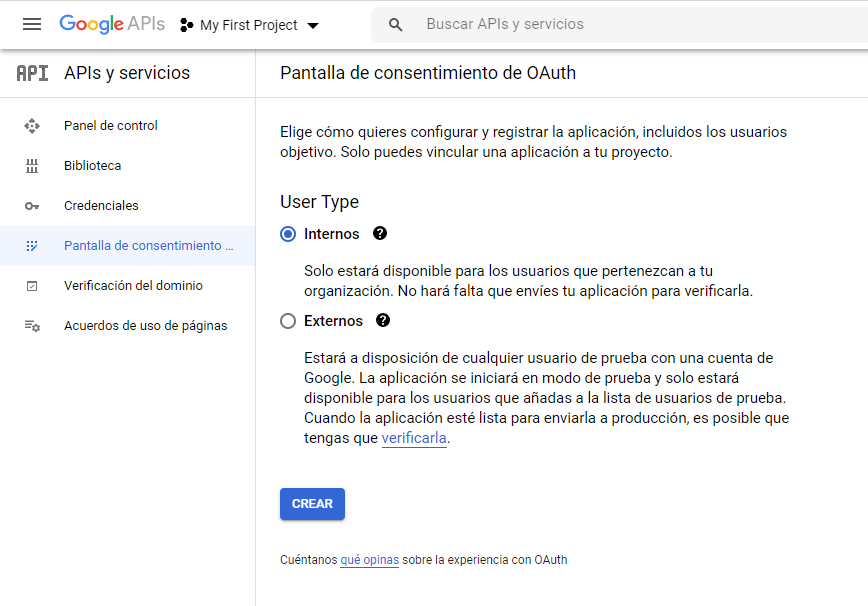 Google APIs
My First Project
Buscar APIs y servicios
API
APIs y servicios
Pantalla de consentimiento de OAuth
Panel de control
Biblioteca
Credenciales
Pantalla de consentimiento ...
Verificación del dominio
Acuerdos de uso de páginas
Elige cómo quieres configurar y registrar la aplicación, incluidos los usuarios
objetivo. Solo puedes vincular una aplicación a tu proyecto.
User Type
Internos
Solo estará disponible para los usuarios que pertenezcan a tu
organización. No hará falta que envíes tu aplicación para verificarla.
Externos
Estará a disposición de cualquier usuario de prueba con una cuenta de
Google. La aplicación se iniciará en modo de prueba y solo estará
disponible para los usuarios que añadas a la lista de usuarios de prueba.
Cuando la aplicación esté lista para enviarla a producción, es posible que
tengas que verificarla.
CREAR
Cuéntanos qué opinas sobre la experiencia con OAuth